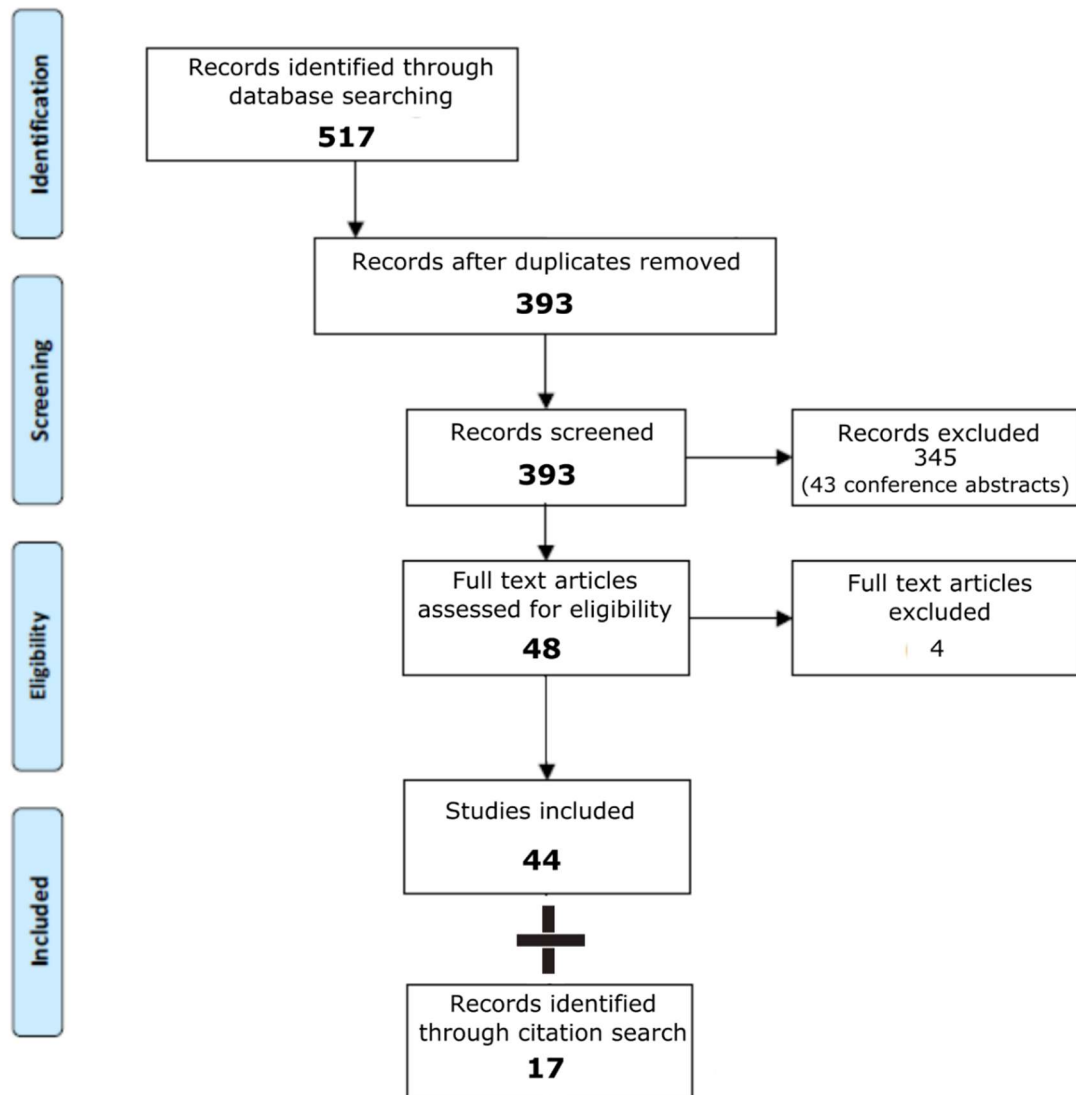 Identification
Records identified through
database searching
517
Records after duplicates removed
393
Screening
Records screened
393
Records excluded
345
(43 conference abstracts)
Eligibility
Full text articles
assessed for eligibility
48
Full text articles
excluded
4
Included
Studies included
44
Records identified
through citation search
17